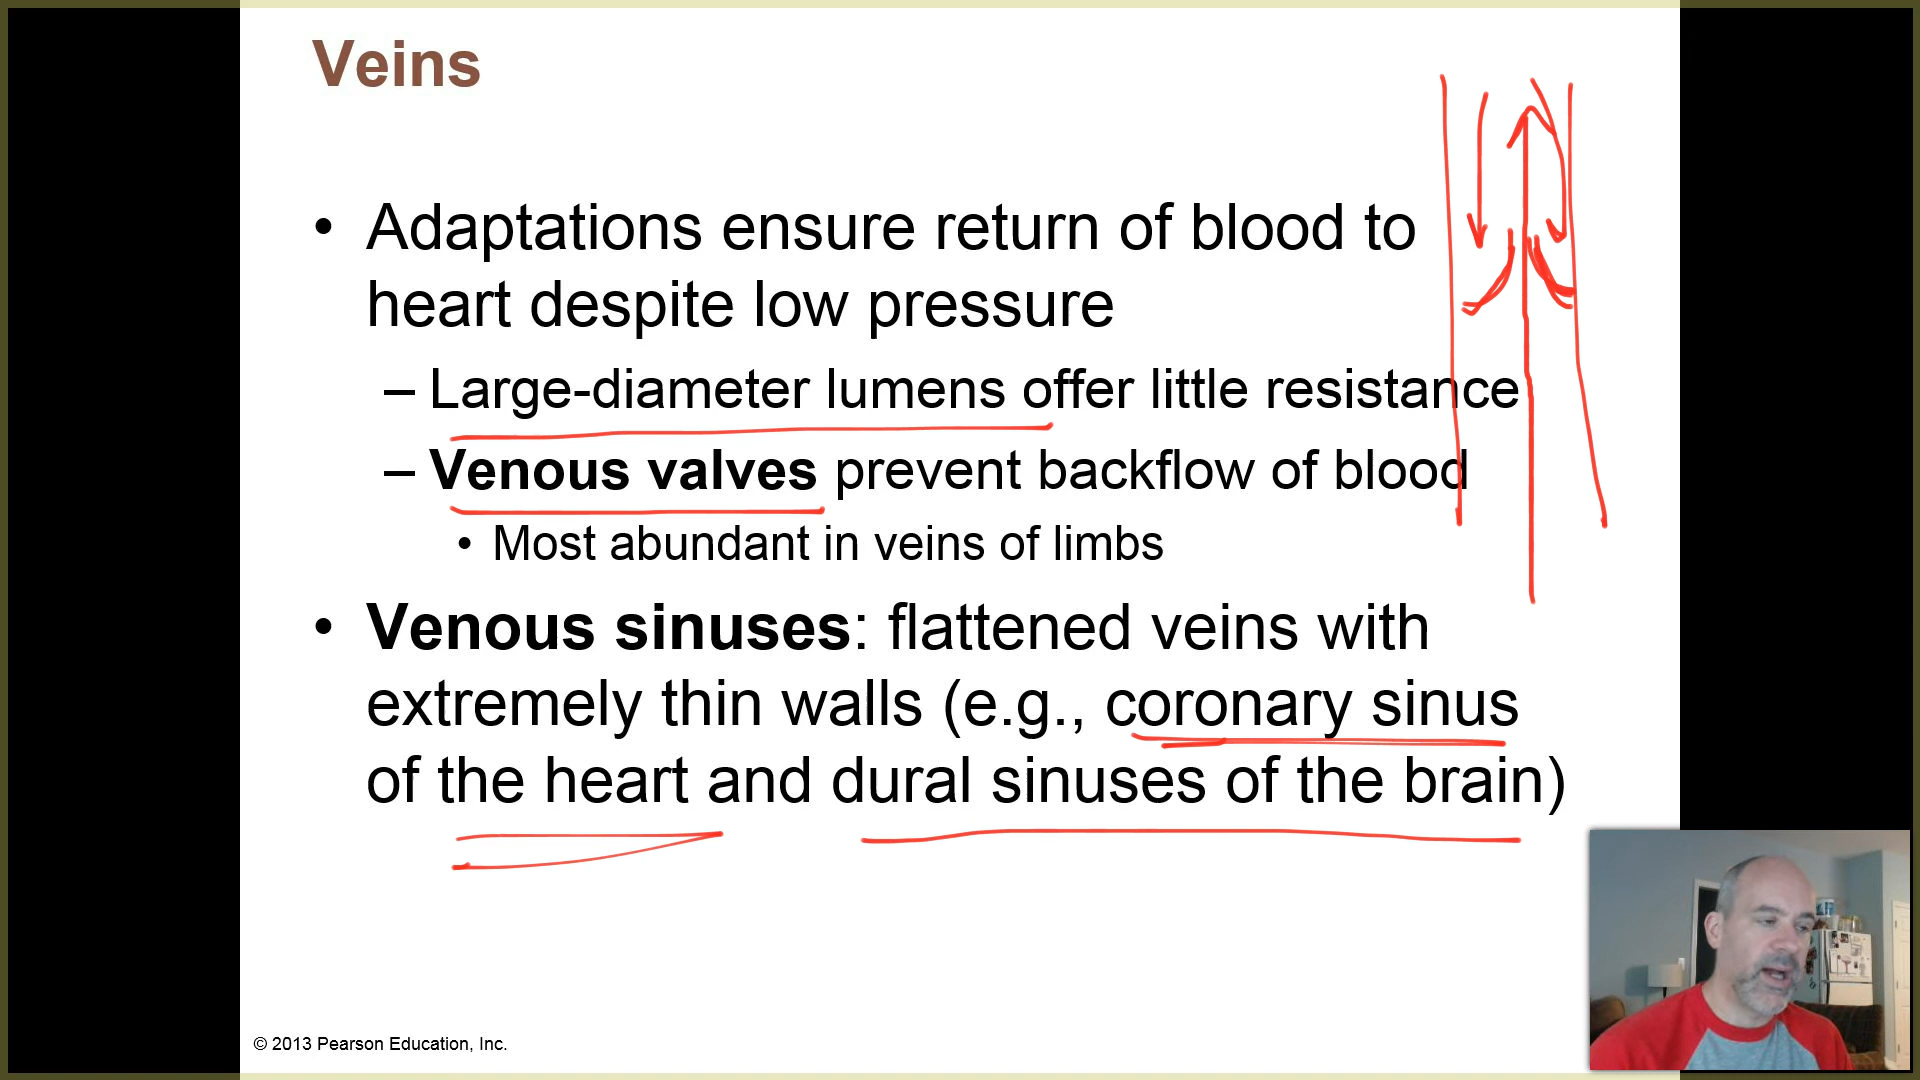 Veins
• Adaptations ensure return of blood to
heart despite low pressure
– Large-diameter lumens offer little resistance
– Venous valves prevent backflow of blood
• Most abundant in veins of limbs
• Venous sinuses: flattened veins with
extremely thin walls (e.g., coronary sinus
of the heart and dural sinuses of the brain)
© 2013 Pearson Education, Inc.